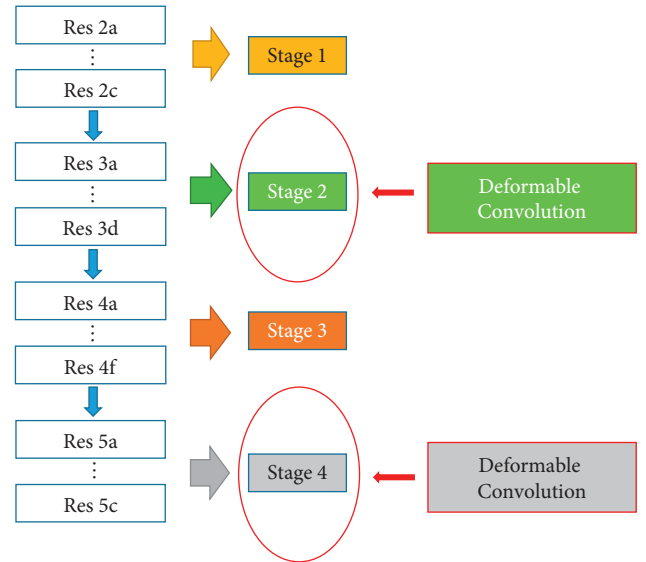 Res 2a
⋮
Stage 1
Res 2c
Res 3a
⋮
Stage 2
Deformable
Convolution
Res 3d
Res 4a
⋮
Stage 3
Res 4f
Res 5a
⋮
Stage 4
Deformable
Convolution
Res 5c